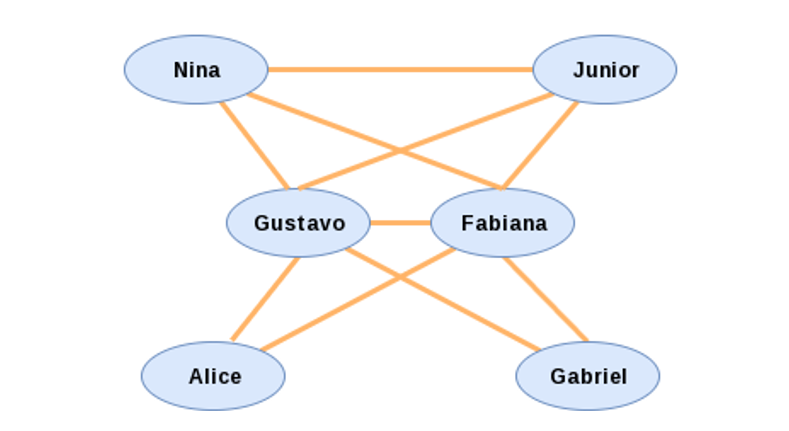 Nina
Junior
Gustavo
Fabiana
Alice
Gabriel